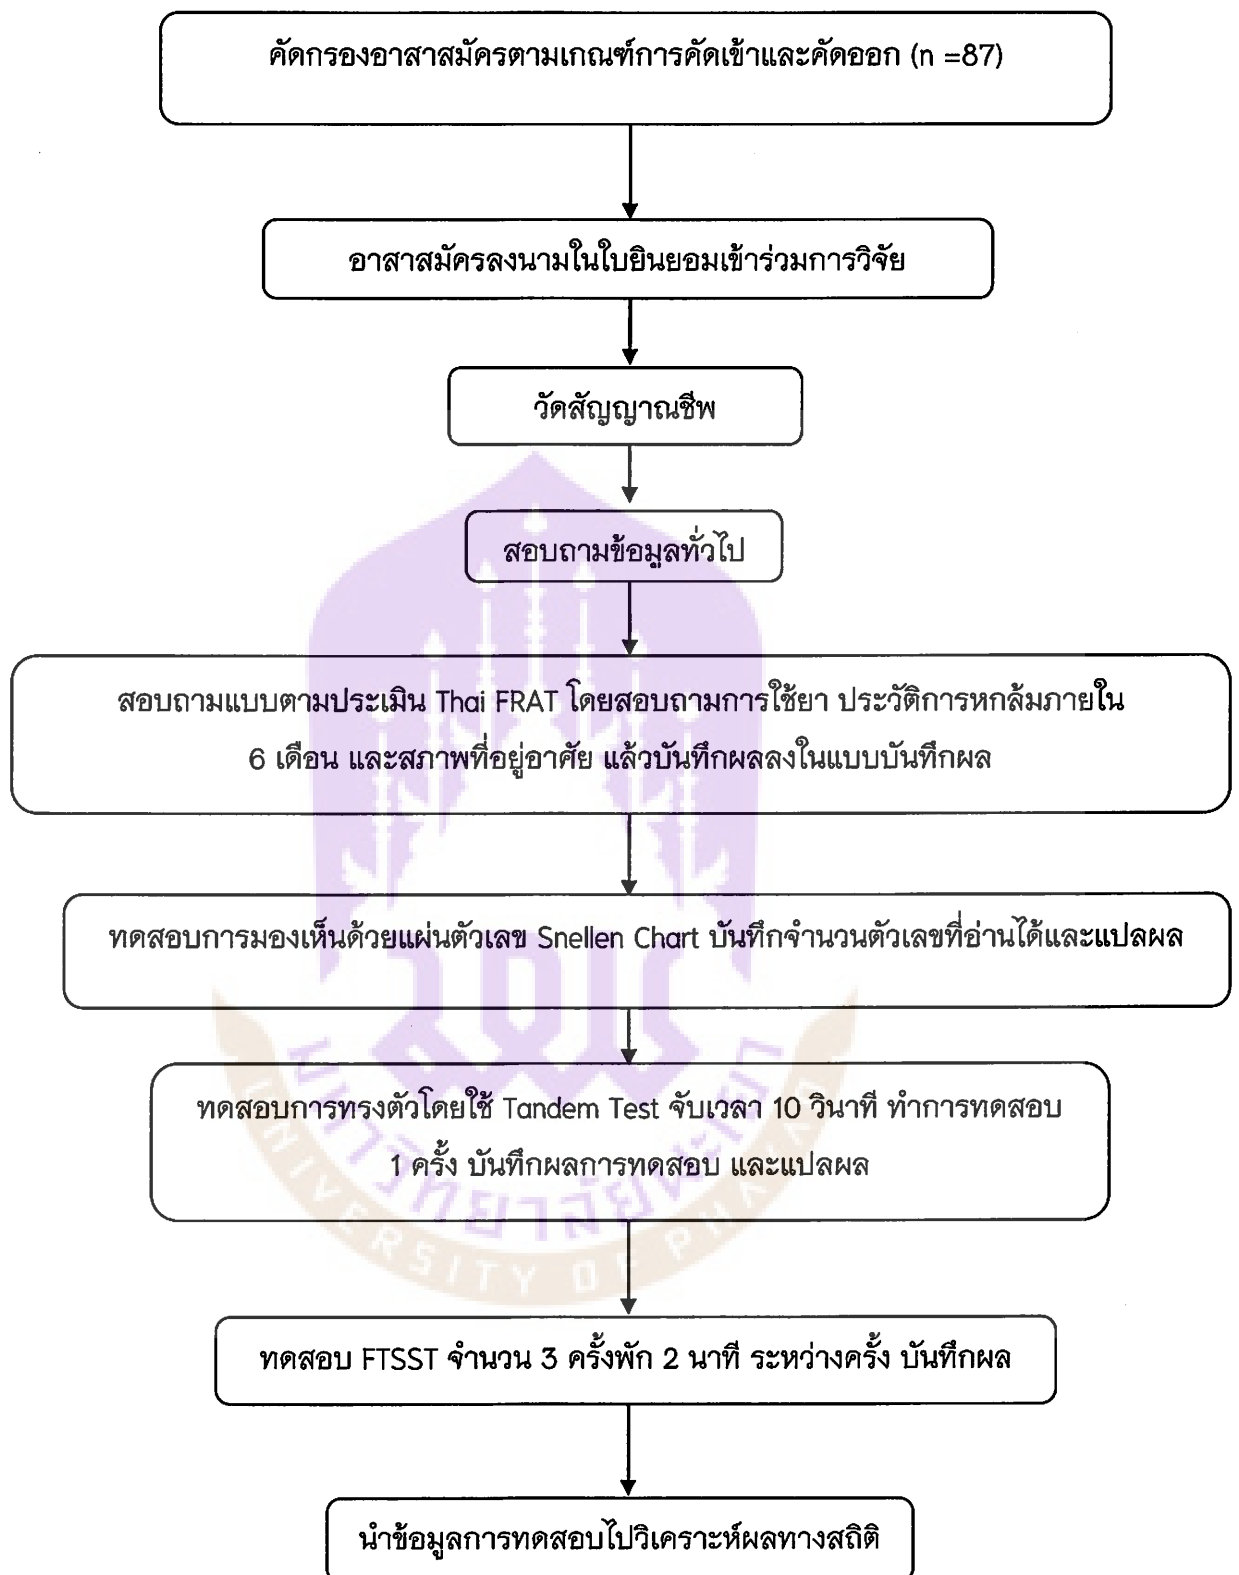 คัดกรองอาสาสมัครตามเกณฑ์การคัดเข้าและคัดออก (n =87)
อาสาสมัครลงนามในใบยินยอมเข้าร่วมการวิจัย
วัดสัญญาณชีพ
สอบถามข้อมูลทั่วไป
สอบถามแบบตามประเมิน Thai FRAT โดยสอบถามการใช้ยา ประวัติการหกล้มภายใน
6 เดือน และสภาพที่อยู่อาศัย แล้วบันทึกผลลงในแบบบันทึกผล
ทดสอบการมองเห็นด้วยแผ่นตัวเลข Snellen Chart บันทึกจำนวนตัวเลขที่อ่านได้และแปลผล
ทดสอบการทรงตัวโดยใช้ Tandem Test จับเวลา 10 วินาที ทำการทดสอบ
1 ครั้ง บันทึกผลการทดสอบ และแปลผล
มหาวิทยาลัยพะเยา
UNIVERSITY OF PHAYAO
ทดสอบ FTSST จำนวน 3 ครั้งพัก 2 นาที ระหว่างครั้ง บันทึกผล
นำข้อมูลการทดสอบไปวิเคราะห์ผลทางสถิติ